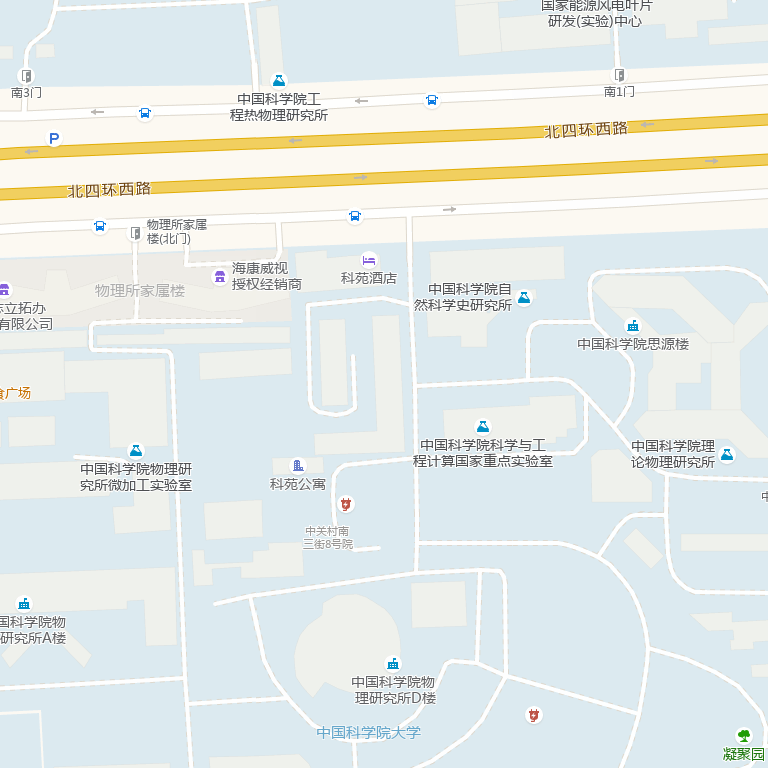 国家能源风电叶片
研发(实验)中心
南3门
南1门
中国科学院工
程热物理研究所
P
北四环西路
北四环西路
物理所家属
楼(北门)
海康威视
授权经销商
科苑酒店
物理所家属楼
中国科学院自
然科学史研究所
志立拓办
有限公司
中国科学院思源楼
食广场
中国科学院物理研
究所微加工实验室
中国科学院科学与工
程计算国家重点实验室
中国科学院理
论物理研究所
科苑公寓
中
中关村南
三街8号院
国科学院物
研究所A楼
中国科学院物
理研究所D楼
中国科学院大学
凝聚园